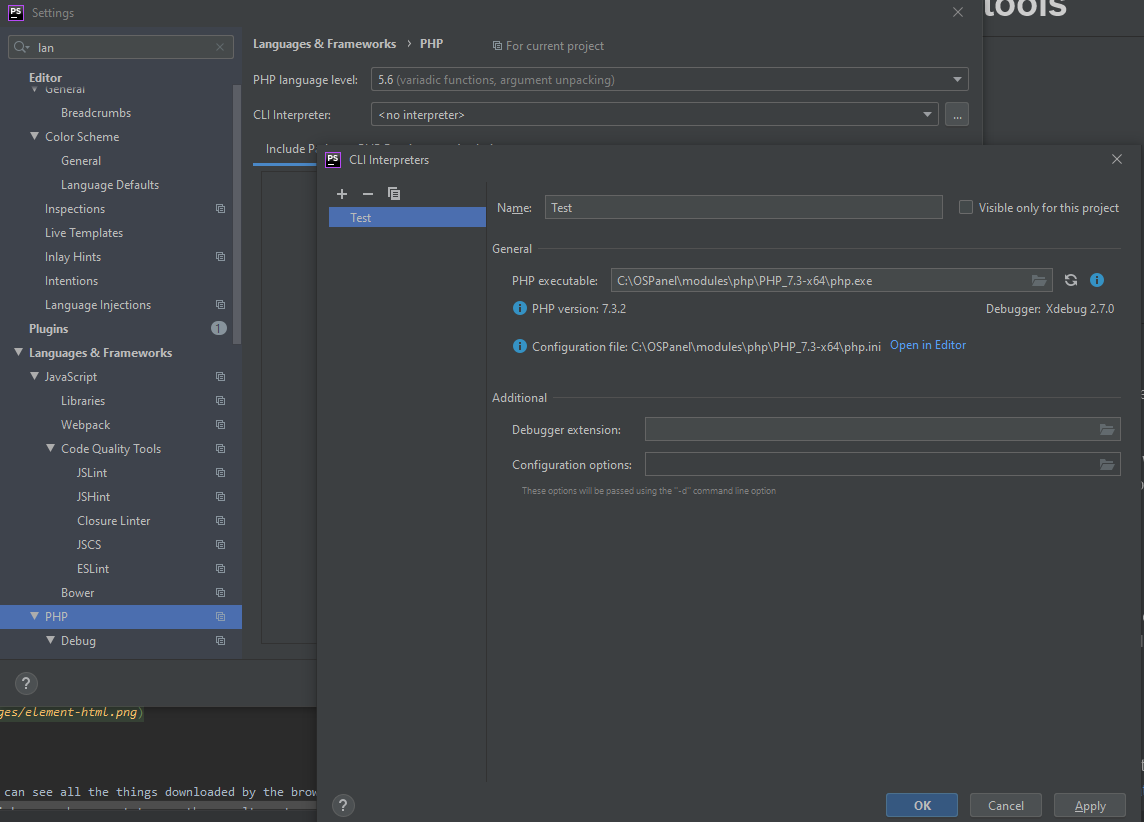 PS Settings
tools
lan
Editor
General
Breadcrumbs
Color Scheme
General
Language Defaults
Inspections
Live Templates
Inlay Hints
Intentions
Language Injections
Plugins 1
Languages & Frameworks
JavaScript
Libraries
Webpack
Code Quality Tools
JSLint
JSHint
Closure Linter
JSCS
ESLint
Bower
PHP
Debug
?
Languages & Frameworks › PHP For current project
PHP language level: 5.6 (variadic functions, argument unpacking)
CLI Interpreter: <no interpreter> ...
Include P
PS CLI Interpreters
Test
Name: Test Visible only for this project
General
PHP executable: C:\OSPanel\modules\php\PHP_7.3-x64\php.exe
PHP version: 7.3.2 Debugger: Xdebug 2.7.0
Configuration file: C:\OSPanel\modules\php\PHP_7.3-x64\php.ini Open in Editor
Additional
Debugger extension:
Configuration options:
These options will be passed using the "-d" command line option
? OK Cancel Apply
ges/element-html.png)
can see all the things downloaded by the brow